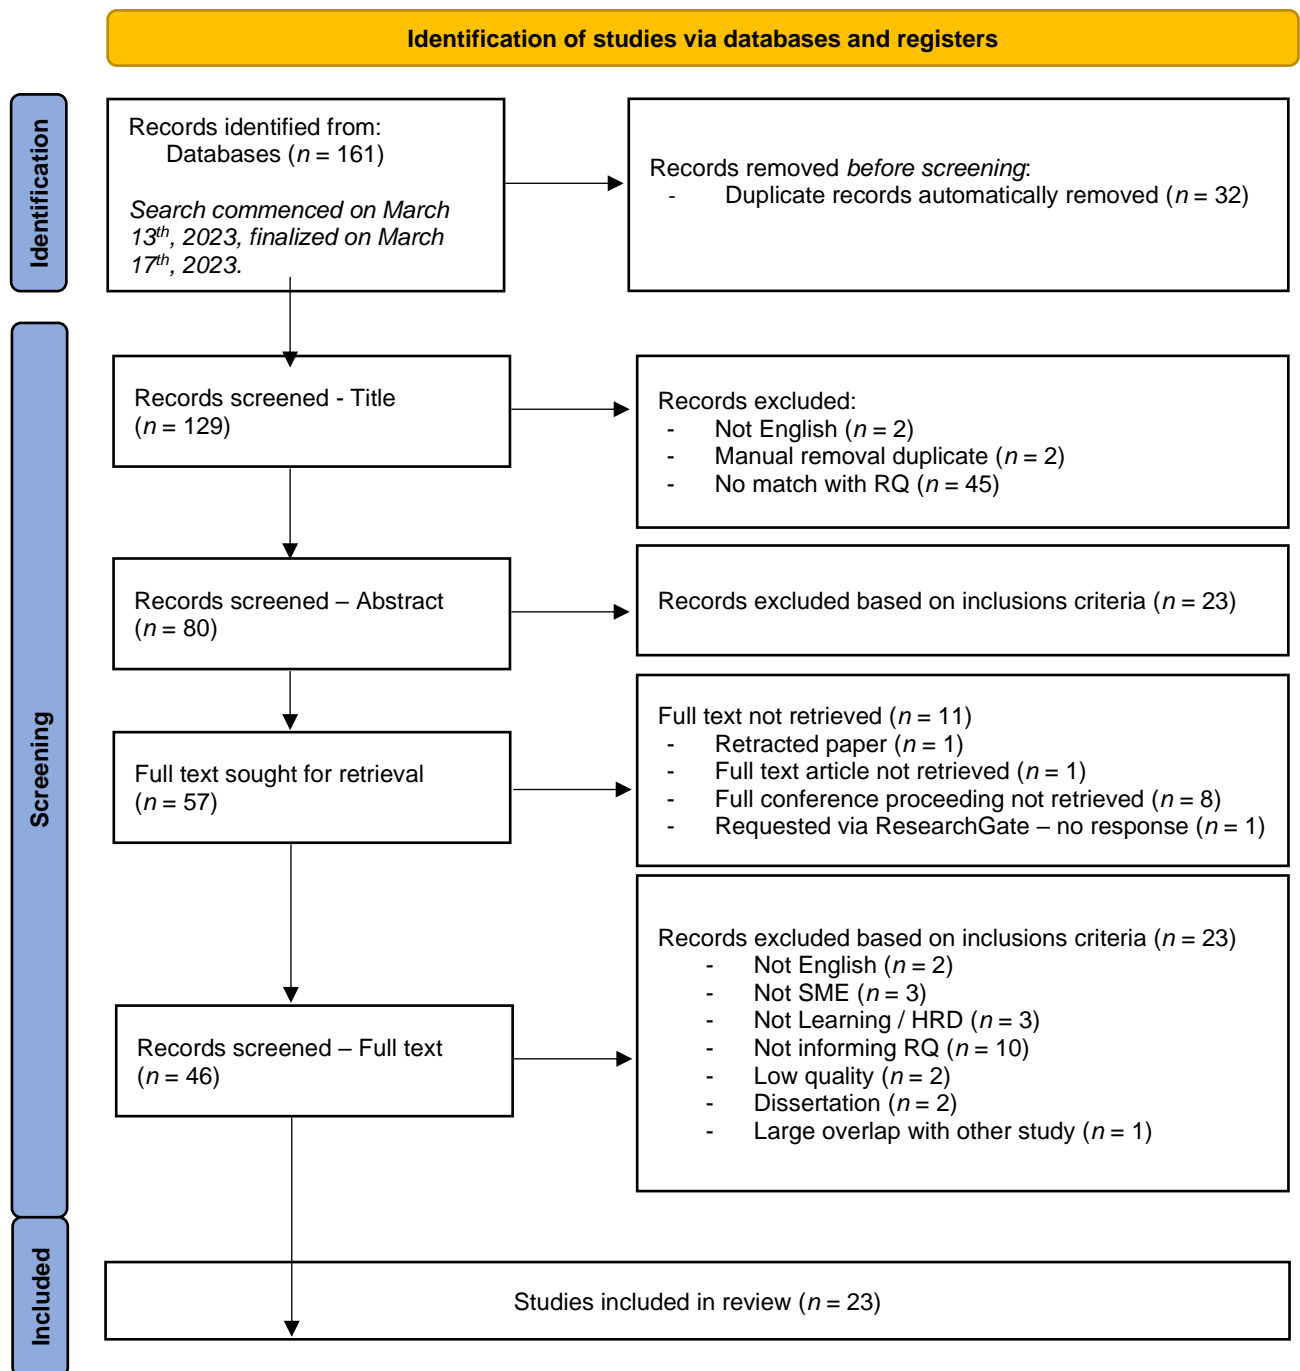 Identification of studies via databases and registers
Identification
Records identified from:
Databases (n = 161)
Search commenced on March
13th, 2023, finalized on March
17th, 2023.
Records removed before screening:
- Duplicate records automatically removed (n = 32)
Screening
Records screened - Title
(n = 129)
Records excluded:
- Not English (n = 2)
- Manual removal duplicate (n = 2)
- No match with RQ (n = 45)
Records screened – Abstract
(n = 80)
Records excluded based on inclusions criteria (n = 23)
Full text sought for retrieval
(n = 57)
Full text not retrieved (n = 11)
- Retracted paper (n = 1)
- Full text article not retrieved (n = 1)
- Full conference proceeding not retrieved (n = 8)
- Requested via ResearchGate – no response (n = 1)
Records screened – Full text
(n = 46)
Records excluded based on inclusions criteria (n = 23)
- Not English (n = 2)
- Not SME (n = 3)
- Not Learning / HRD (n = 3)
- Not informing RQ (n = 10)
- Low quality (n = 2)
- Dissertation (n = 2)
- Large overlap with other study (n = 1)
Included
Studies included in review (n = 23)